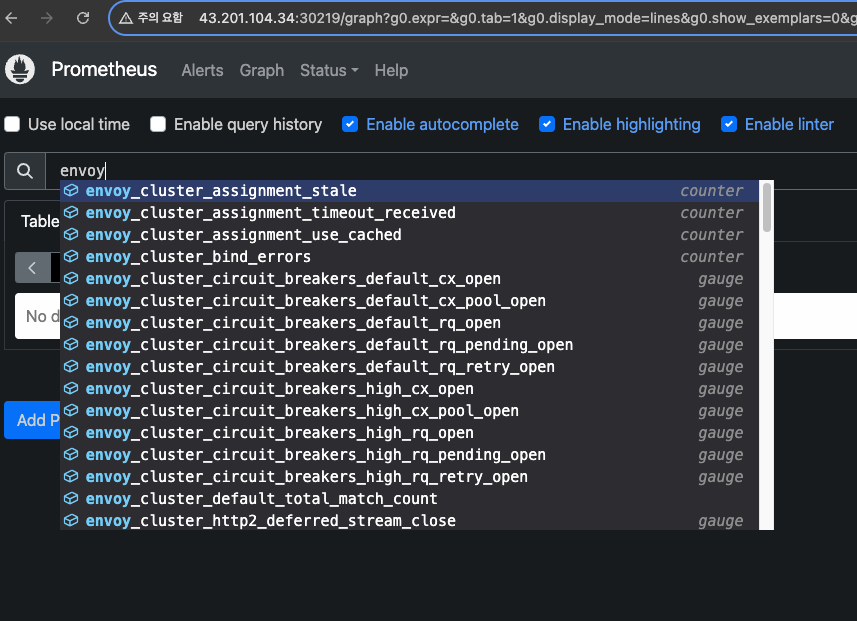 주의 요함 43.201.104.34:30219/graph?g0.expr=&g0.tab=1&g0.display_mode=lines&g0.show_exemplars=0&g
Prometheus Alerts Graph Status Help
Use local time Enable query history Enable autocomplete Enable highlighting Enable linter
envoy
envoy_cluster_assignment_stale counter
Table
envoy_cluster_assignment_timeout_received counter
envoy_cluster_assignment_use_cached counter
envoy_cluster_bind_errors counter
envoy_cluster_circuit_breakers_default_cx_open gauge
envoy_cluster_circuit_breakers_default_cx_pool_open gauge
No d
envoy_cluster_circuit_breakers_default_rq_open gauge
envoy_cluster_circuit_breakers_default_rq_pending_open gauge
envoy_cluster_circuit_breakers_default_rq_retry_open gauge
envoy_cluster_circuit_breakers_high_cx_open gauge
envoy_cluster_circuit_breakers_high_cx_pool_open gauge
Add P
envoy_cluster_circuit_breakers_high_rq_open gauge
envoy_cluster_circuit_breakers_high_rq_pending_open gauge
envoy_cluster_circuit_breakers_high_rq_retry_open gauge
envoy_cluster_default_total_match_count
envoy_cluster_http2_deferred_stream_close gauge